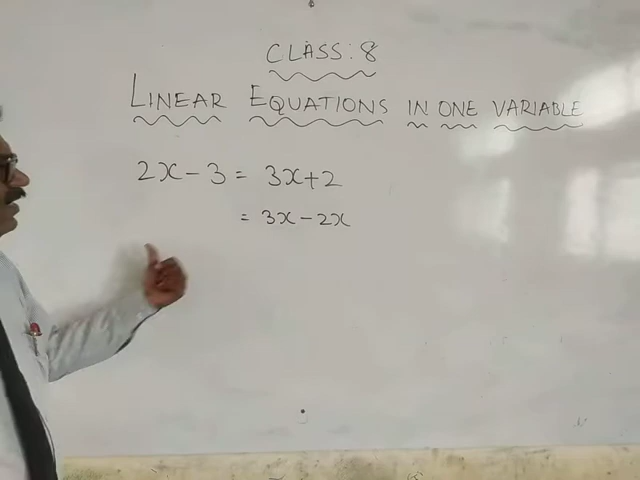 CLASS: 8
LINEAR EQUATIONS IN ONE VARIABLE
2x - 3 = 3x + 2
= 3x - 2x